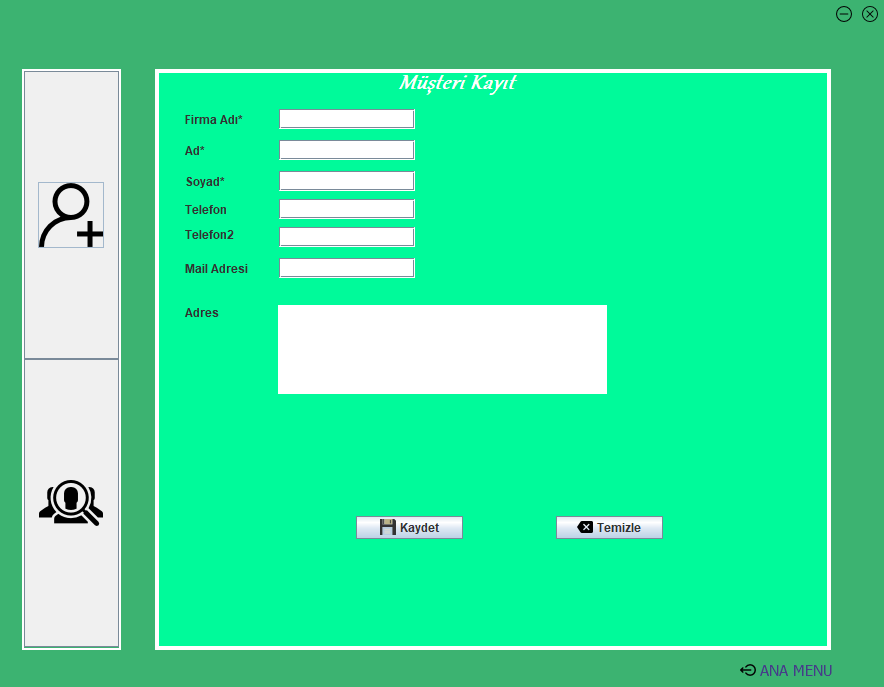 Müşteri Kayıt
Firma Adı*
Ad*
Soyad*
Telefon
Telefon2
Mail Adresi
Adres
Kaydet
Temizle
ANA MENU